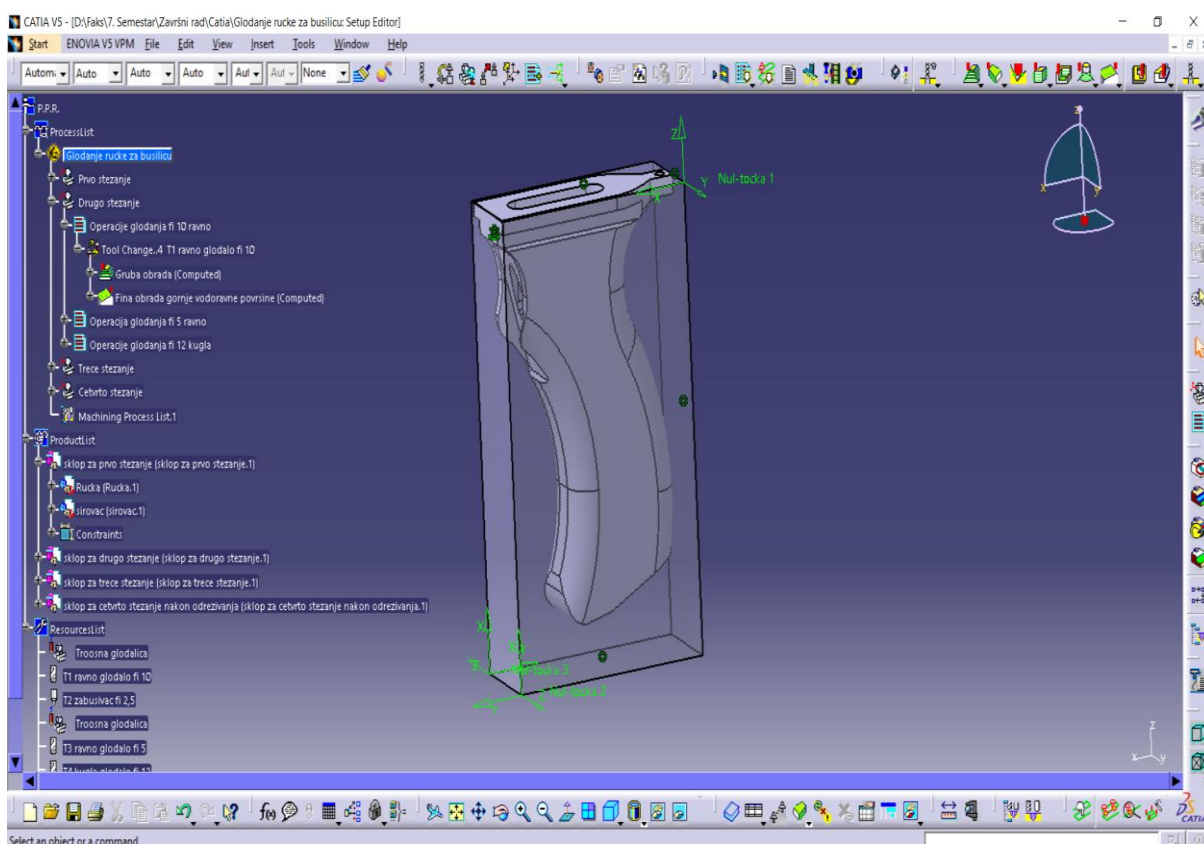 CATIA V5 - [D:\Faks\7. Semestar\Završni rad\Catia\Glodanje rucke za busilicu: Setup Editor]
Start ENOVIA V5 VPM File Edit View Insert Tools Window Help
Auto Auto Auto None
P.P.R.
ProcessList
Glodanje rucke za busilicu
Prvo stezanje
Drugo stezanje
Operacije glodanja fi 10 ravno
Tool Change..4 T1 ravno glodalo fi 10
Gruba obrada (Computed)
Fina obrada gornje vodoravne povrsine (Computed)
Operacija glodanja fi 5 ravno
Operacije glodanja fi 12 kugla
Trece stezanje
Cetvrto stezanje
Machining Process List.1
ProductList
sklop za prvo stezanje (sklop za prvo stezanje.1)
Rucka (Rucka.1)
sirovac (sirovac.1)
Constraints
sklop za drugo stezanje (sklop za drugo stezanje.1)
sklop za trece stezanje (sklop za trece stezanje.1)
sklop za cetvrto stezanje nakon odrezivanja (sklop za cetvrto stezanje nakon odrezivanja.1)
ResourcesList
Troosna glodalica
T1 ravno glodalo fi 10
T2 zabusivac fi 2,5
Troosna glodalica
T3 ravno glodalo fi 5
T4 kugla glodalo fi 12
Z
Y
Nul-tocka 1
Nul-tocka 3
Nul-tocka 2
z
x
y
z
x
y
f(x)
CATIA
Select an object or a command